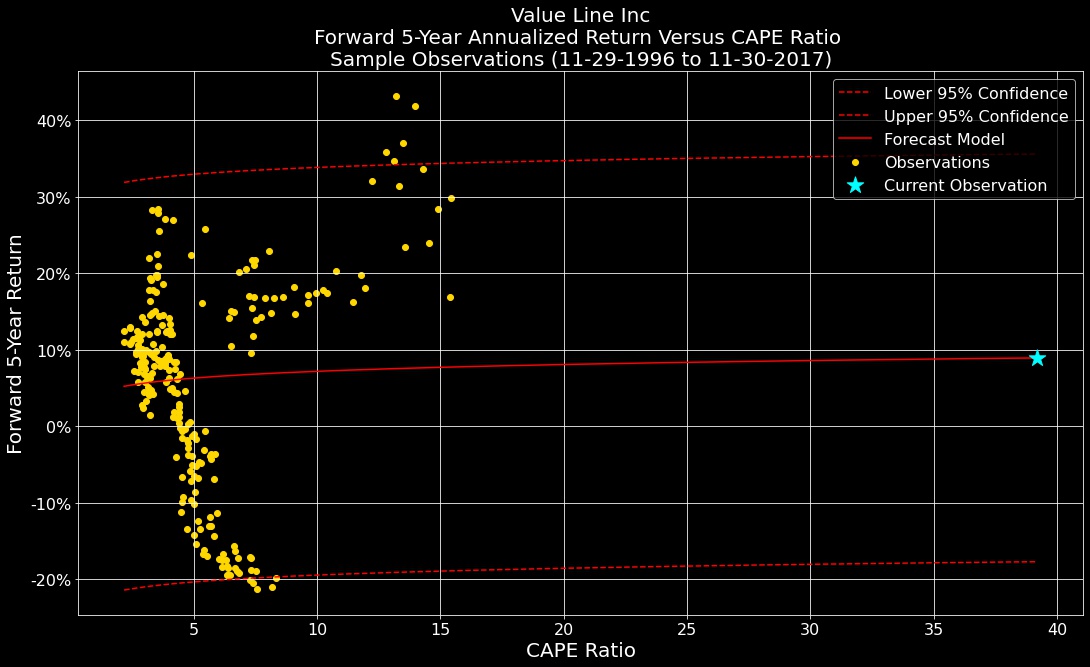 Value Line Inc
Forward 5-Year Annualized Return Versus CAPE Ratio
Sample Observations (11-29-1996 to 11-30-2017)
Lower 95% Confidence
Upper 95% Confidence
Forecast Model
Observations
Current Observation
Forward 5-Year Return
40%
30%
20%
10%
0%
-10%
-20%
5 10 15 20 25 30 35 40
CAPE Ratio